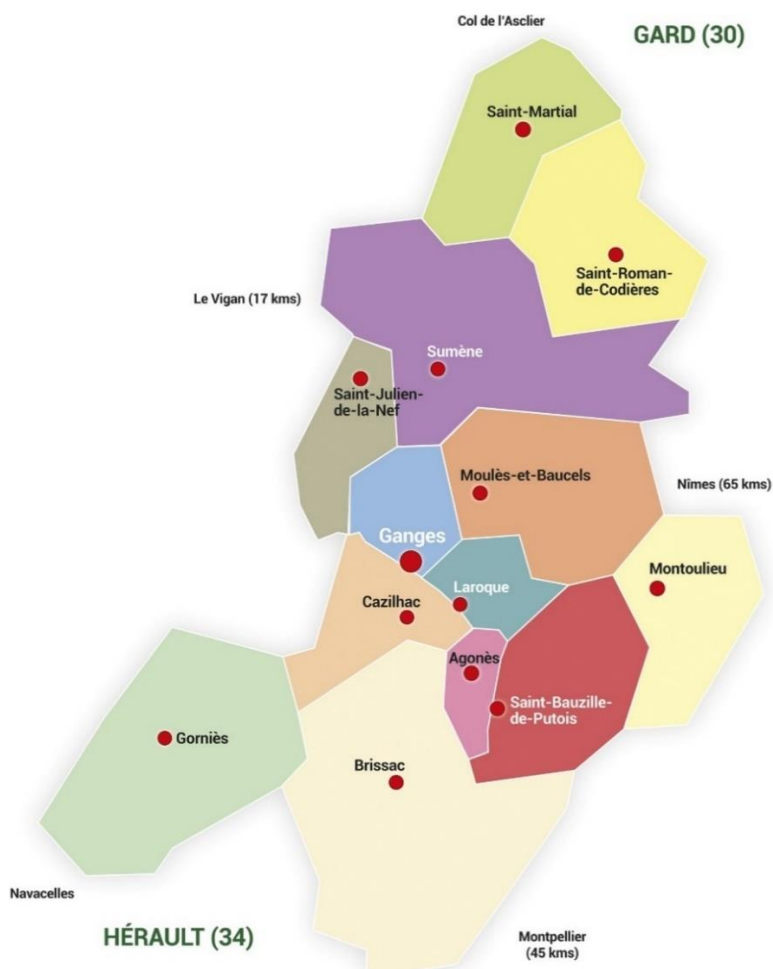 Col de l'Asclier
GARD (30)
Saint-Martial
Saint-Roman-
de-Codières
Le Vigan (17 kms)
Sumène
Saint-Julien-
de-la-Nef
Moulès-et-Baucels
Nîmes (65 kms)
Ganges
Montoulieu
Laroque
Cazilhac
Agonès
Saint-Bauzille-
de-Putois
Gorniès
Brissac
Navacelles
HÉRAULT (34)
Montpellier
(45 kms)